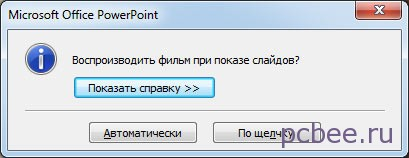 Microsoft Office PowerPoint
Воспроизводить фильм при показе слайдов?
Показать справку >>
Автоматически По щелчку
pcbee.ru